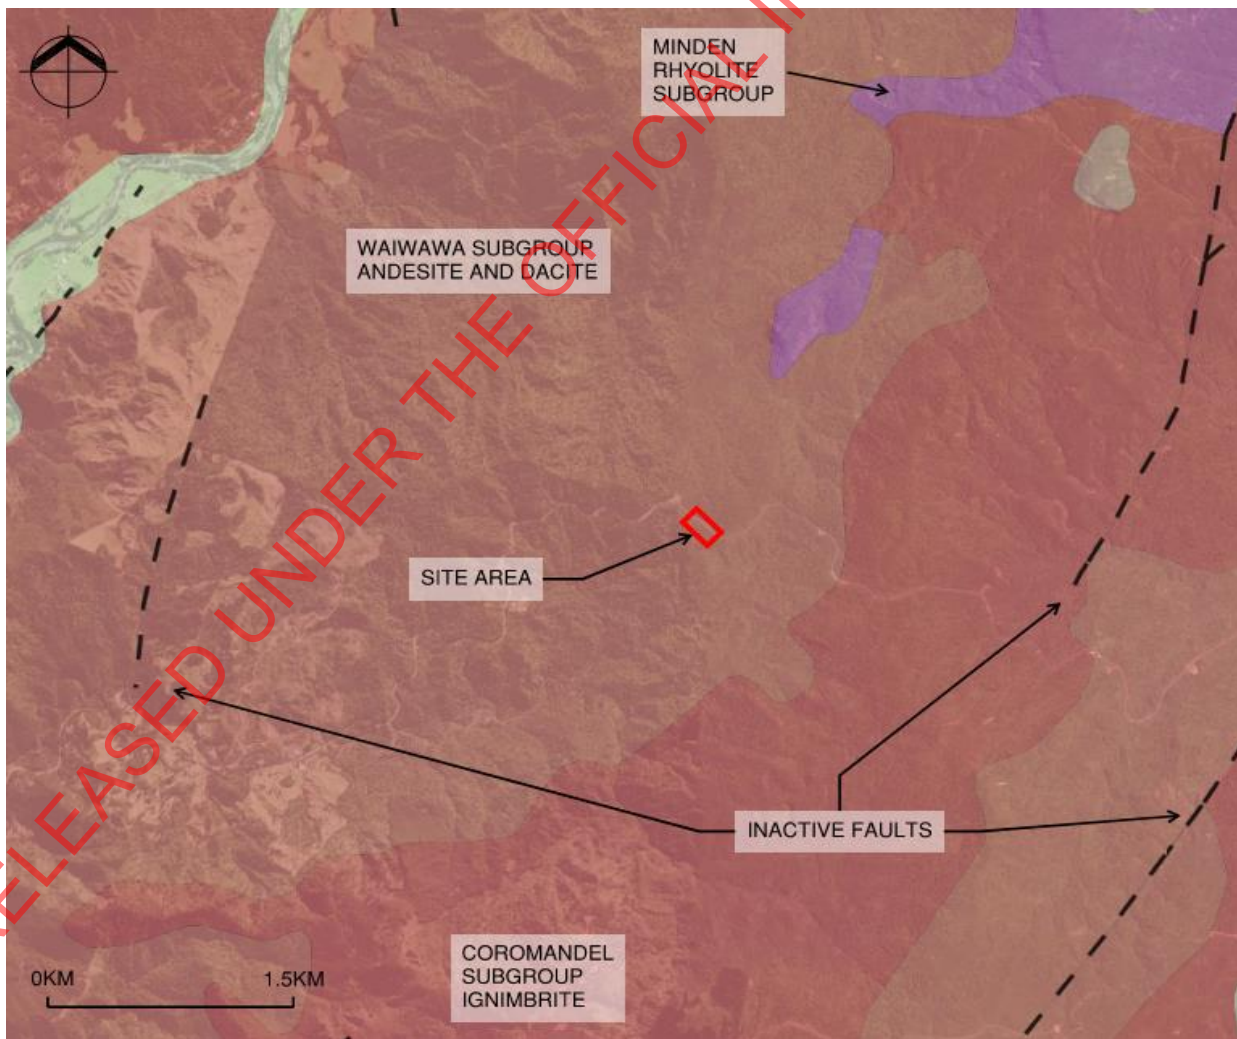 MINDEN
RHYOLITE
SUBGROUP
WAIWAWA SUBGROUP
ANDESITE AND DACITE
SITE AREA
INACTIVE FAULTS
COROMANDEL
SUBGROUP
IGNIMBRITE
0KM 1.5KM
RELEASED UNDER THE OFFICIAL